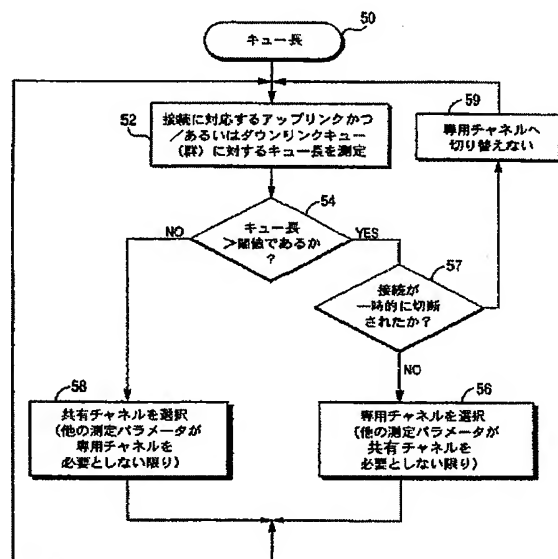 キュー長
50
52
接続に対応するアップリンクかつ
／あるいはダウンリンクキュー
（群）に対するキュー長を測定
59
専用チャネルへ
切り替えない
54
キュー長
＞閾値であるか
？
NO
YES
57
接続が
一時的に切断
されたか？
NO
58
共有チャネルを選択
（他の測定パラメータが
専用チャネルを
必要としない限り）
56
専用チャネルを選択
（他の測定パラメータが
共有チャネルを
必要としない限り）